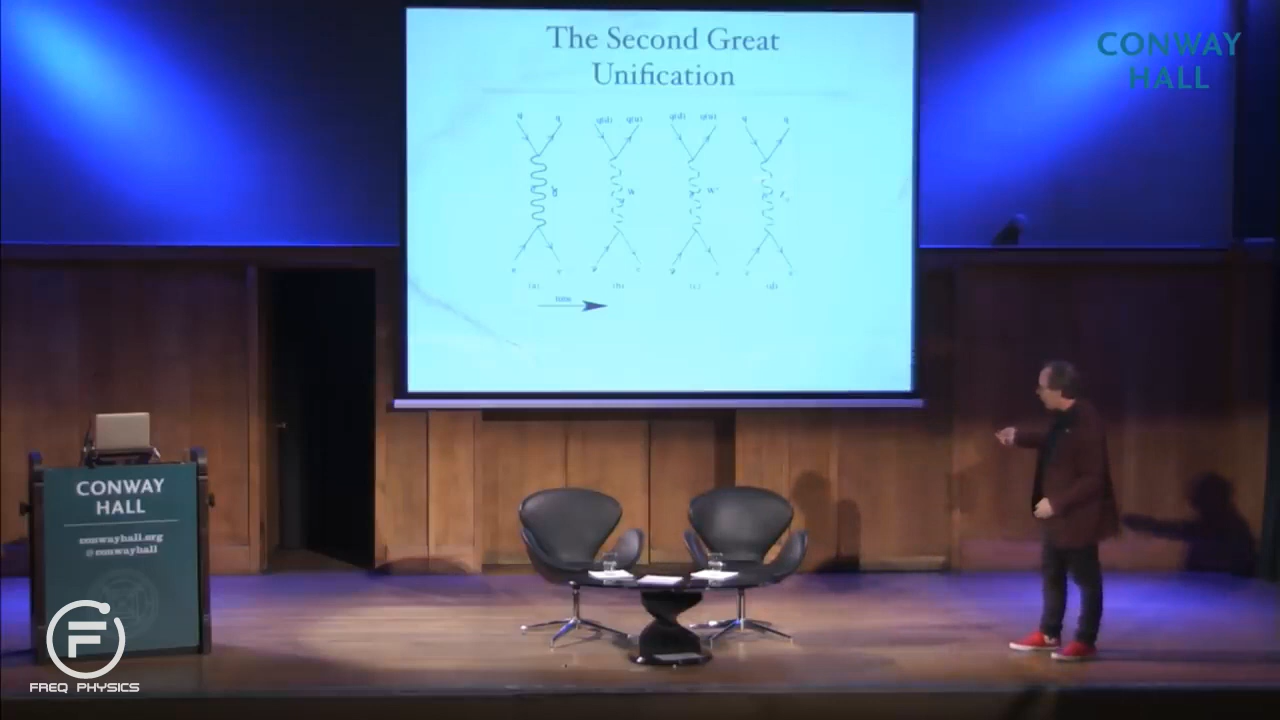 The Second Great
Unification
CONWAY
HALL
q q q(d) q(u) q(d) q(u) q q
W W⁺
(a) (b) (c) (d)
time
CONWAY
HALL
conwayhall.org
@conwayhall
F
FREQ PHYSICS